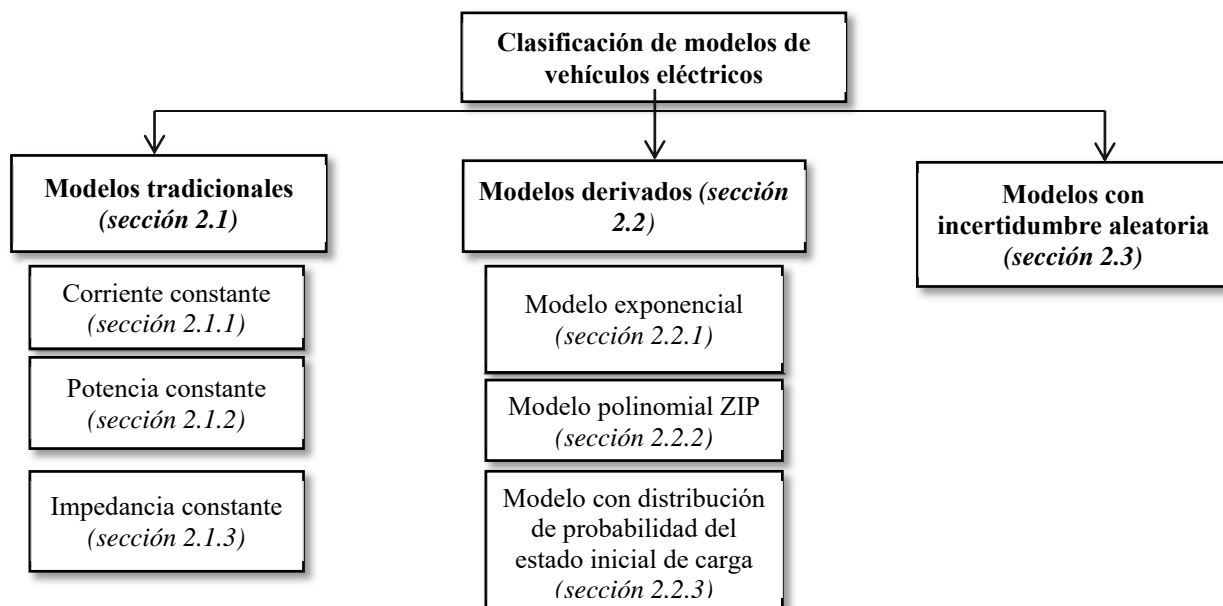 Clasificación de modelos de
vehículos eléctricos
Modelos tradicionales
(sección 2.1)
Corriente constante
(sección 2.1.1)
Potencia constante
(sección 2.1.2)
Impedancia constante
(sección 2.1.3)
Modelos derivados (sección
2.2)
Modelo exponencial
(sección 2.2.1)
Modelo polinomial ZIP
(sección 2.2.2)
Modelo con distribución
de probabilidad del
estado inicial de carga
(sección 2.2.3)
Modelos con
incertidumbre aleatoria
(sección 2.3)